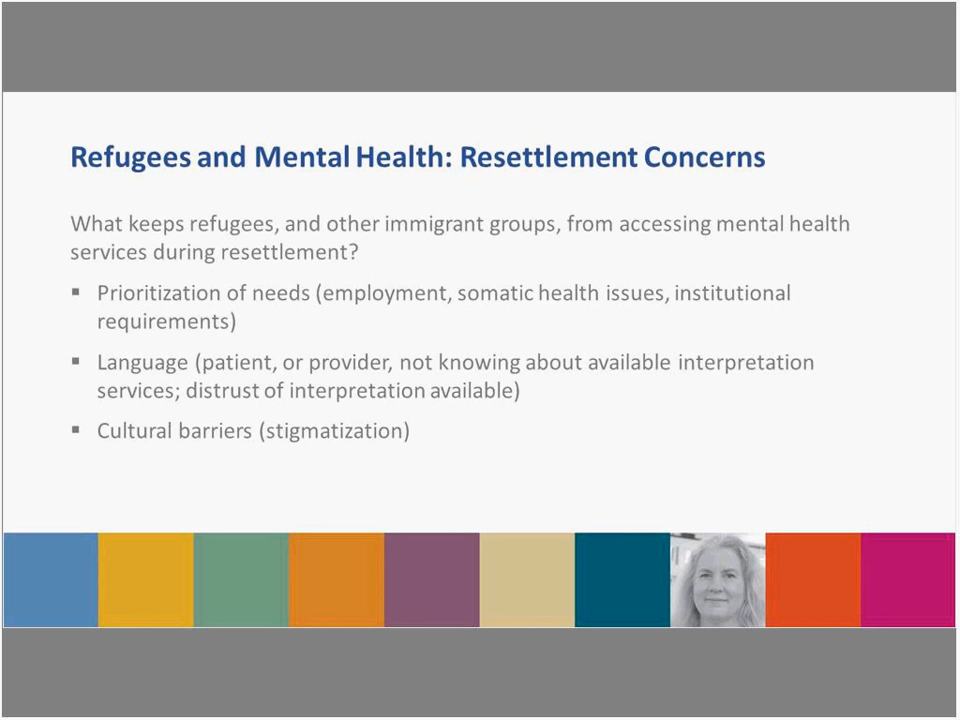 Refugees and Mental Health: Resettlement Concerns
What keeps refugees, and other immigrant groups, from accessing mental health
services during resettlement?
▪ Prioritization of needs (employment, somatic health issues, institutional
requirements)
▪ Language (patient, or provider, not knowing about available interpretation
services; distrust of interpretation available)
▪ Cultural barriers (stigmatization)